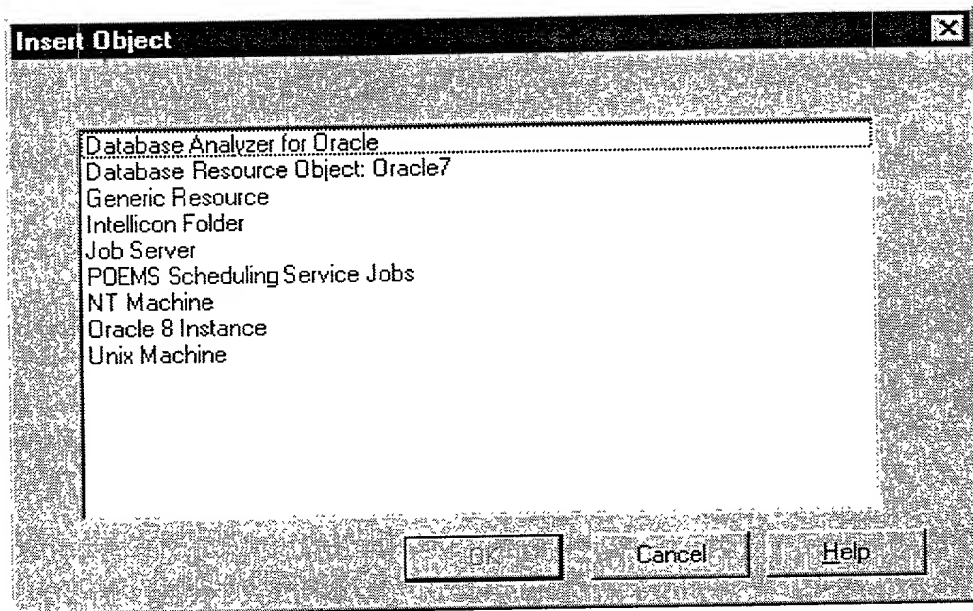 Insert Object
Database Analyzer for Oracle
Database Resource Object: Oracle7
Generic Resource
Intellicon Folder
Job Server
POEMS Scheduling Service Jobs
NT Machine
Oracle 8 Instance
Unix Machine
OK Cancel Help